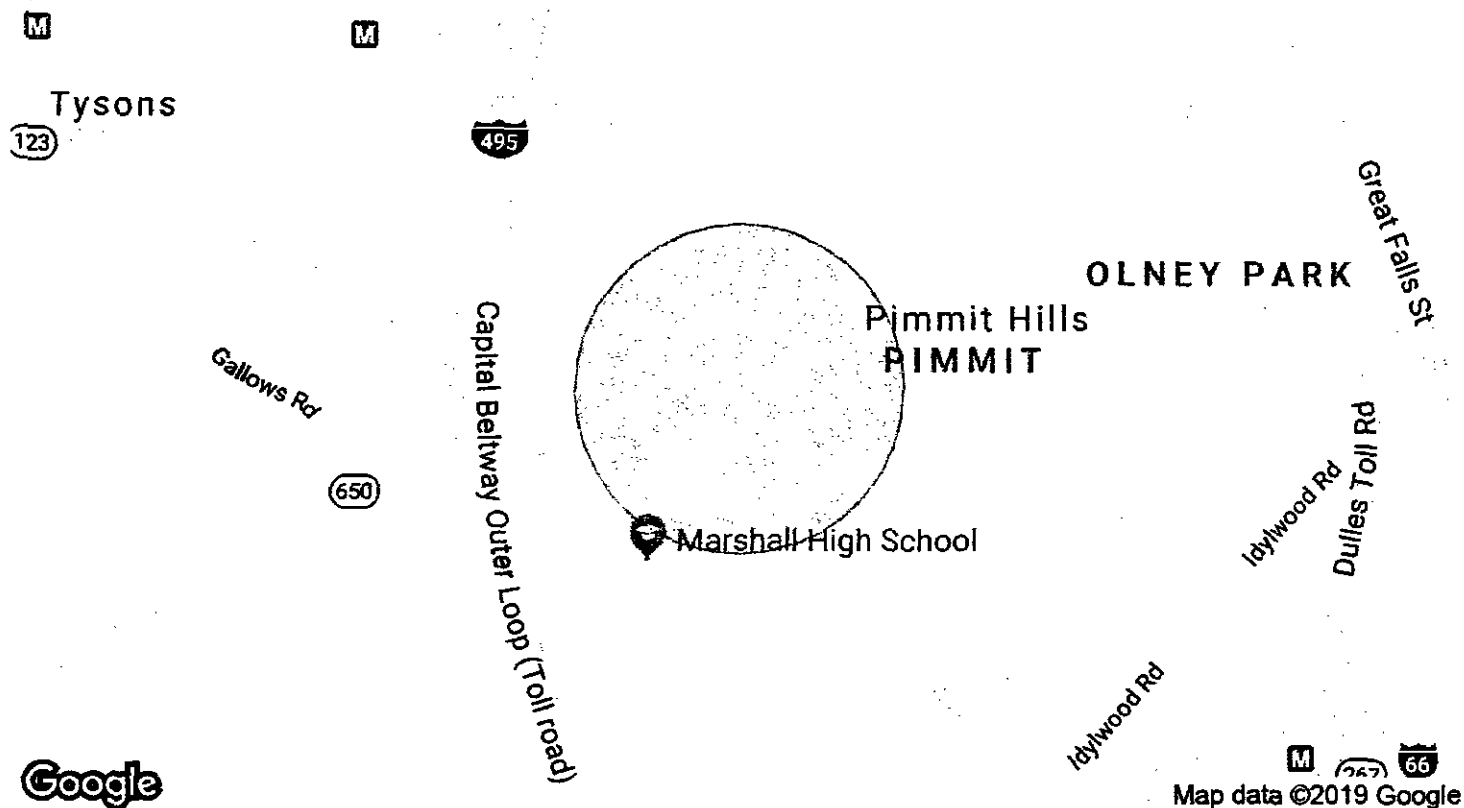 M
M
Tysons
123
495
Great Falls St
OLNEY PARK
Pimmit Hills
PIMMIT
Capital Beltway Outer Loop (Toll road)
Gallows Rd
650
Dulles Toll Rd
Idylwood Rd
Marshall High School
Idylwood Rd
M
267
66
Google
Map data ©2019 Google